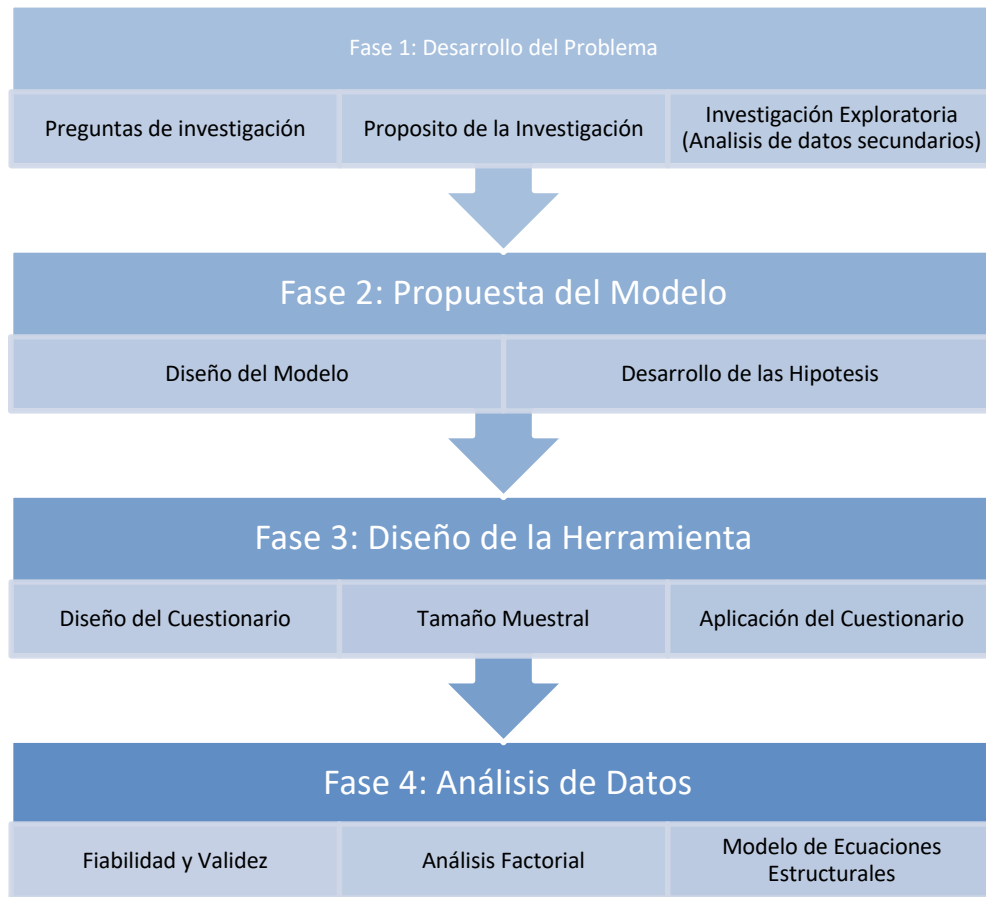 Fase 1: Desarrollo del Problema
Preguntas de investigación
Proposito de la Investigación
Investigación Exploratoria
(Analisis de datos secundarios)
Fase 2: Propuesta del Modelo
Diseño del Modelo
Desarrollo de las Hipotesis
Fase 3: Diseño de la Herramienta
Diseño del Cuestionario
Tamaño Muestral
Aplicación del Cuestionario
Fase 4: Análisis de Datos
Fiabilidad y Validez
Análisis Factorial
Modelo de Ecuaciones
Estructurales